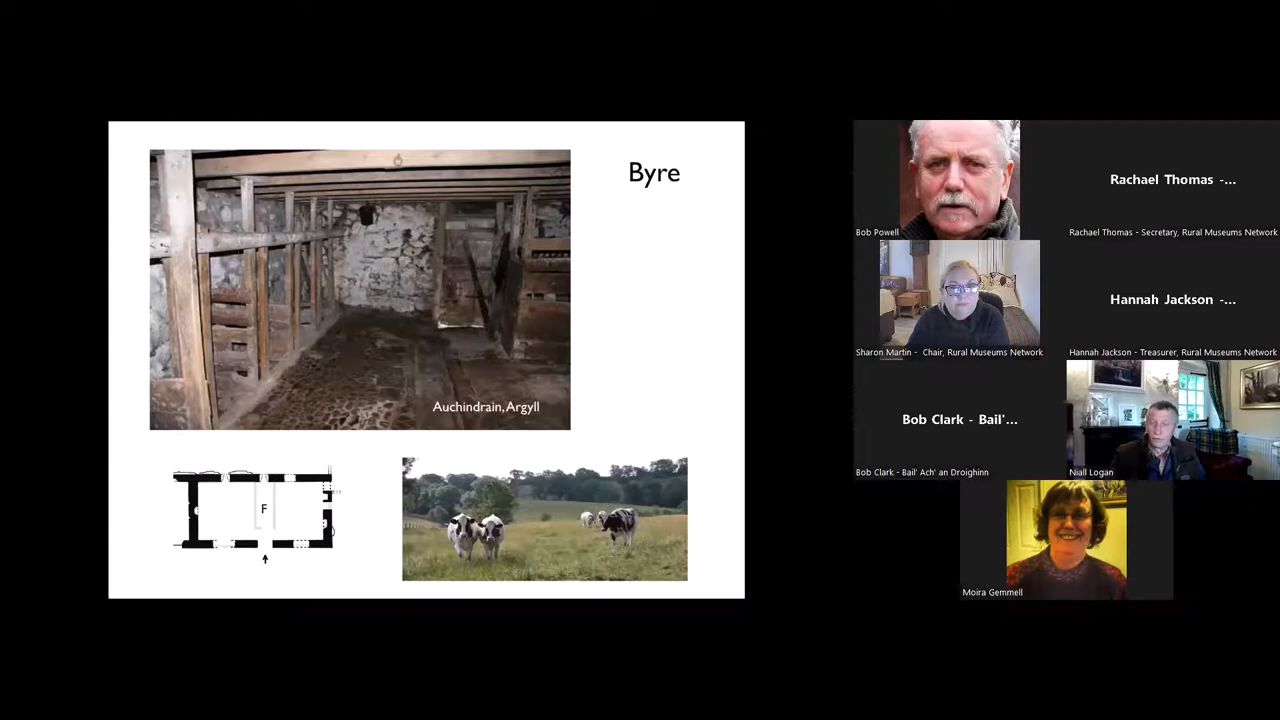 Byre
Auchindrain, Argyll
F
Bob Powell
Rachael Thomas -...
Rachael Thomas - Secretary, Rural Museums Network
Sharon Martin - Chair, Rural Museums Network
Hannah Jackson -...
Hannah Jackson - Treasurer, Rural Museums Network
Bob Clark - Bail'...
Bob Clark - Bail' Ach' an Droighinn
Niall Logan
Moira Gemmell